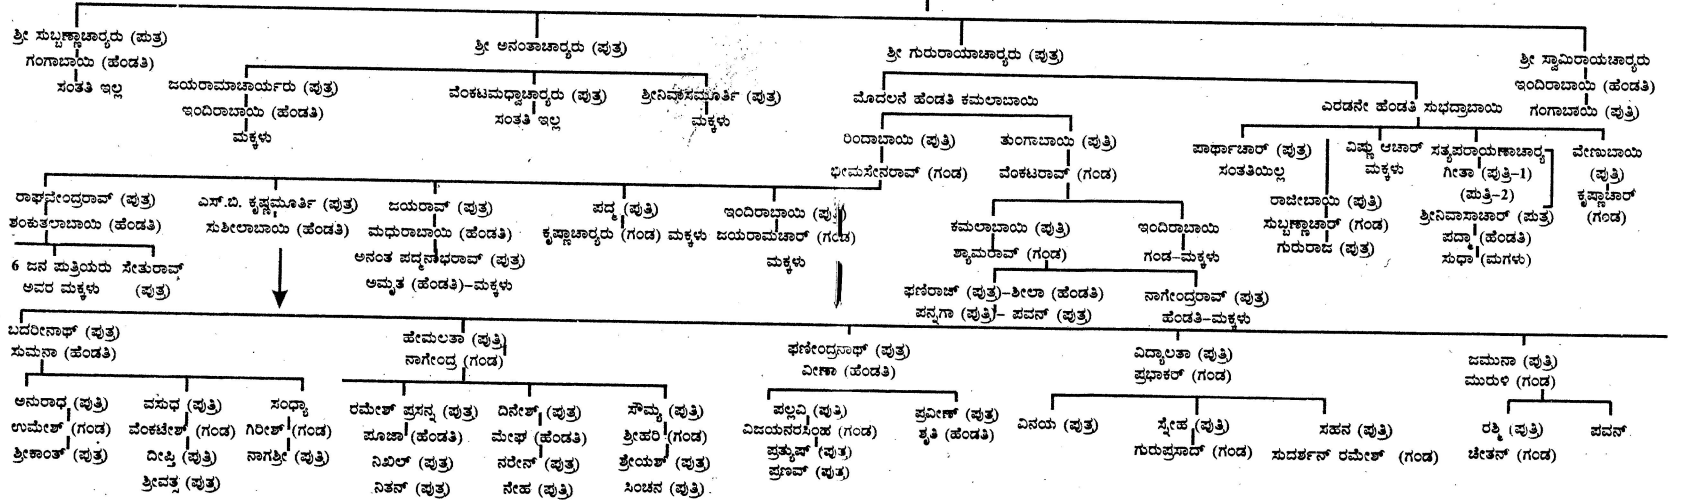 ಶ್ರೀ ಸುಬ್ಬಣ್ಣಾಚಾರ್‍ಯರು (ಪುತ್ರ)
ಗಂಗಾಬಾಯಿ (ಹೆಂಡತಿ)
ಸಂತತಿ ಇಲ್ಲ
ಶ್ರೀ ಅನಂತಾಚಾರ್‍ಯರು (ಪುತ್ರ)
ಜಯರಾಮಾಚಾರ್ಯರು (ಪುತ್ರ)
ಇಂದಿರಾಬಾಯಿ (ಹೆಂಡತಿ)
ಮಕ್ಕಳು
ವೆಂಕಟಮಧ್ವಾಚಾರ್‍ಯರು (ಪುತ್ರ)
ಸಂತತಿ ಇಲ್ಲ
ಶ್ರೀನಿವಾಸಮೂರ್ತಿ (ಪುತ್ರ)
ಮಕ್ಕಳು
ಶ್ರೀ ಗುರುರಾಯಾಚಾರ್‍ಯರು (ಪುತ್ರ)
ಮೊದಲನೆ ಹೆಂಡತಿ ಕಮಲಾಬಾಯಿ
ಎರಡನೇ ಹೆಂಡತಿ ಸುಭದ್ರಾಬಾಯಿ
ಶ್ರೀ ಸ್ವಾಮಿರಾಯಚಾರ್‍ಯರು
ಇಂದಿರಾಬಾಯಿ (ಹೆಂಡತಿ)
ಗಂಗಾಬಾಯಿ (ಪುತ್ರಿ)
ರಿಂದಾಬಾಯಿ (ಪುತ್ರಿ)
ಭೀಮಸೇನರಾವ್ (ಗಂಡ)
ತುಂಗಾಬಾಯಿ (ಪುತ್ರಿ)
ವೆಂಕಟರಾವ್ (ಗಂಡ)
ಪಾರ್ಥಾಚಾರ್ (ಪುತ್ರ)
ಸಂತತಿಯಿಲ್ಲ
ರಾಜೀಬಾಯಿ (ಪುತ್ರಿ)
ಸುಬ್ಬಣ್ಣಾಚಾರ್ (ಗಂಡ)
ಗುರುರಾಜ (ಪುತ್ರಿ)
ವಿಷ್ಣು ಆಚಾರ್
ಮಕ್ಕಳು
ಸತ್ಯಪರಾಯಣಾಚಾರ್‍ಯ
ಗೀತಾ (ಪುತ್ರಿ-1)
(ಪುತ್ರಿ-2)
ಶ್ರೀನಿವಾಸಾಚಾರ್ (ಪುತ್ರ)
ಪದ್ಮಾ (ಹೆಂಡತಿ)
ಸುಧಾ (ಮಗಳು)
ವೇಣುಬಾಯಿ
(ಪುತ್ರಿ)
ಕೃಷ್ಣಾಚಾರ್
(ಗಂಡ)
ರಾಘವೇಂದ್ರರಾವ್ (ಪುತ್ರ)
ಶಂಕುತಲಾಬಾಯಿ (ಹೆಂಡತಿ)
6 ಜನ ಪುತ್ರಿಯರು
ಅವರ ಮಕ್ಕಳು
ಸೇತುರಾವ್
(ಪುತ್ರ)
ಎಸ್.ಬಿ. ಕೃಷ್ಣಮೂರ್ತಿ (ಪುತ್ರ)
ಸುಶೀಲಾಬಾಯಿ (ಹೆಂಡತಿ)
ಜಯರಾವ್ (ಪುತ್ರ)
ಮಧುರಾಬಾಯಿ (ಹೆಂಡತಿ)
ಅನಂತ ಪದ್ಮನಾಭರಾವ್ (ಪುತ್ರ)
ಅಮೃತ (ಹೆಂಡತಿ)-ಮಕ್ಕಳು
ಪದ್ಮ (ಪುತ್ರಿ)
ಕೃಷ್ಣಾಚಾರ್‍ಯರು (ಗಂಡ) ಮಕ್ಕಳು
ಇಂದಿರಾಬಾಯಿ (ಪುತ್ರಿ)
ಜಯರಾಮಚಾರ್ (ಗಂಡ)
ಮಕ್ಕಳು
ಕಮಲಾಬಾಯಿ (ಪುತ್ರಿ)
ಶ್ಯಾಮರಾವ್ (ಗಂಡ)
ಇಂದಿರಾಬಾಯಿ
ಗಂಡ-ಮಕ್ಕಳು
ಫಣಿರಾಜ್ (ಪುತ್ರ)-ಶೀಲಾ (ಹೆಂಡತಿ)
ಪನ್ನಗಾ (ಪುತ್ರಿ)- ಪವನ್ (ಪುತ್ರ)
ನಾಗೇಂದ್ರರಾವ್ (ಪುತ್ರ)
ಹೆಂಡತಿ-ಮಕ್ಕಳು
ಬದರೀನಾಥ್ (ಪುತ್ರ)
ಸುಮನಾ (ಹೆಂಡತಿ)
ಹೇಮಲತಾ (ಪುತ್ರಿ)
ನಾಗೇಂದ್ರ (ಗಂಡ)
ಫಣೀಂದ್ರನಾಥ್ (ಪುತ್ರ)
ವೀಣಾ (ಹೆಂಡತಿ)
ವಿದ್ಯಾಲತಾ (ಪುತ್ರಿ)
ಪ್ರಭಾಕರ್ (ಗಂಡ)
ಜಮುನಾ (ಪುತ್ರಿ)
ಮುರುಳಿ (ಗಂಡ)
ಅನುರಾಧ (ಪುತ್ರಿ)
ಉಮೇಶ್ (ಗಂಡ)
ಶ್ರೀಕಾಂತ್ (ಪುತ್ರ)
ವಸುಧ (ಪುತ್ರಿ)
ವೆಂಕಟೇಶ್ (ಗಂಡ)
ದೀಪ್ತಿ (ಪುತ್ರಿ)
ಶ್ರೀವತ್ಸ (ಪುತ್ರ)
ಸಂಧ್ಯಾ
ಗಿರೀಶ್ (ಗಂಡ)
ನಾಗಶ್ರೀ (ಪುತ್ರಿ)
ರಮೇಶ್ ಪ್ರಸನ್ನ (ಪುತ್ರ)
ಪೂಜಾ (ಹೆಂಡತಿ)
ನಿಖಿಲ್ (ಪುತ್ರ)
ನಿತನ್ (ಪುತ್ರ)
ದಿನೇಶ್ (ಪುತ್ರ)
ಮೇಘ (ಹೆಂಡತಿ)
ನರೇನ್ (ಪುತ್ರ)
ನೇಹ (ಪುತ್ರಿ)
ಸೌಮ್ಯ (ಪುತ್ರಿ)
ಶ್ರೀಹರಿ (ಗಂಡ)
ಶ್ರೇಯಶ್ (ಪುತ್ರ)
ಸಿಂಚನ (ಪುತ್ರಿ)
ಪಲ್ಲವಿ (ಪುತ್ರಿ)
ವಿಜಯನರಸಿಂಹ (ಗಂಡ)
ಪ್ರತ್ಯುಷ್ (ಪುತ್ರ)
ಪ್ರಣವ್ (ಪುತ್ರ)
ಪ್ರವೀಣ್ (ಪುತ್ರ)
ಶೃತಿ (ಹೆಂಡತಿ)
ವಿನಯ (ಪುತ್ರ)
ಸ್ನೇಹ (ಪುತ್ರಿ)
ಗುರುಪ್ರಸಾದ್ (ಗಂಡ)
ಸಹನ (ಪುತ್ರಿ)
ಸುದರ್ಶನ್ ರಮೇಶ್ (ಗಂಡ)
ರಶ್ಮಿ (ಪುತ್ರಿ)
ಚೇತನ್ (ಗಂಡ)
ಪವನ್